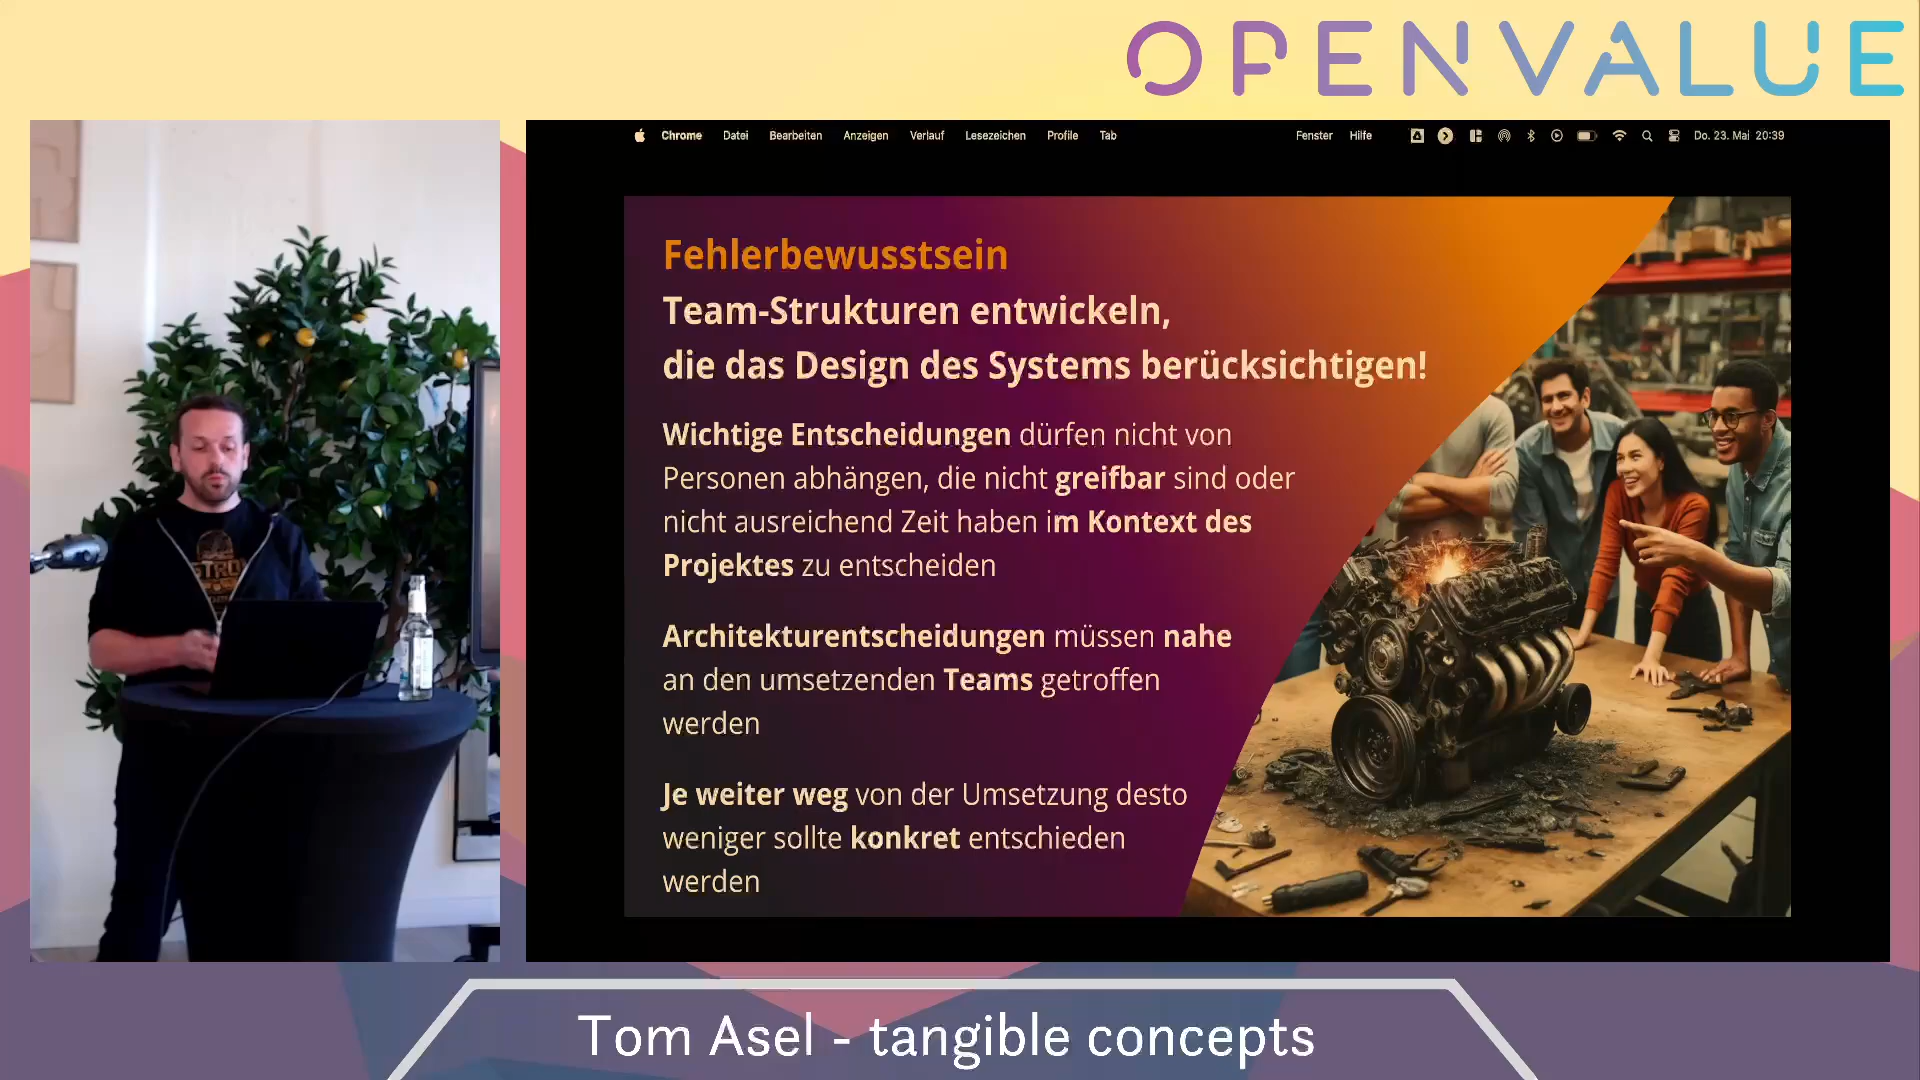 OPENVALUE
Chrome Datei Bearbeiten Anzeigen Verlauf Lesezeichen Profile Tab Fenster Hilfe Do. 23. Mai 20:39
Fehlerbewusstsein
Team-Strukturen entwickeln,
die das Design des Systems berücksichtigen!
Wichtige Entscheidungen dürfen nicht von
Personen abhängen, die nicht greifbar sind oder
nicht ausreichend Zeit haben im Kontext des
Projektes zu entscheiden
Architekturentscheidungen müssen nahe
an den umsetzenden Teams getroffen
werden
Je weiter weg von der Umsetzung desto
weniger sollte konkret entschieden
werden
Tom Asel - tangible concepts